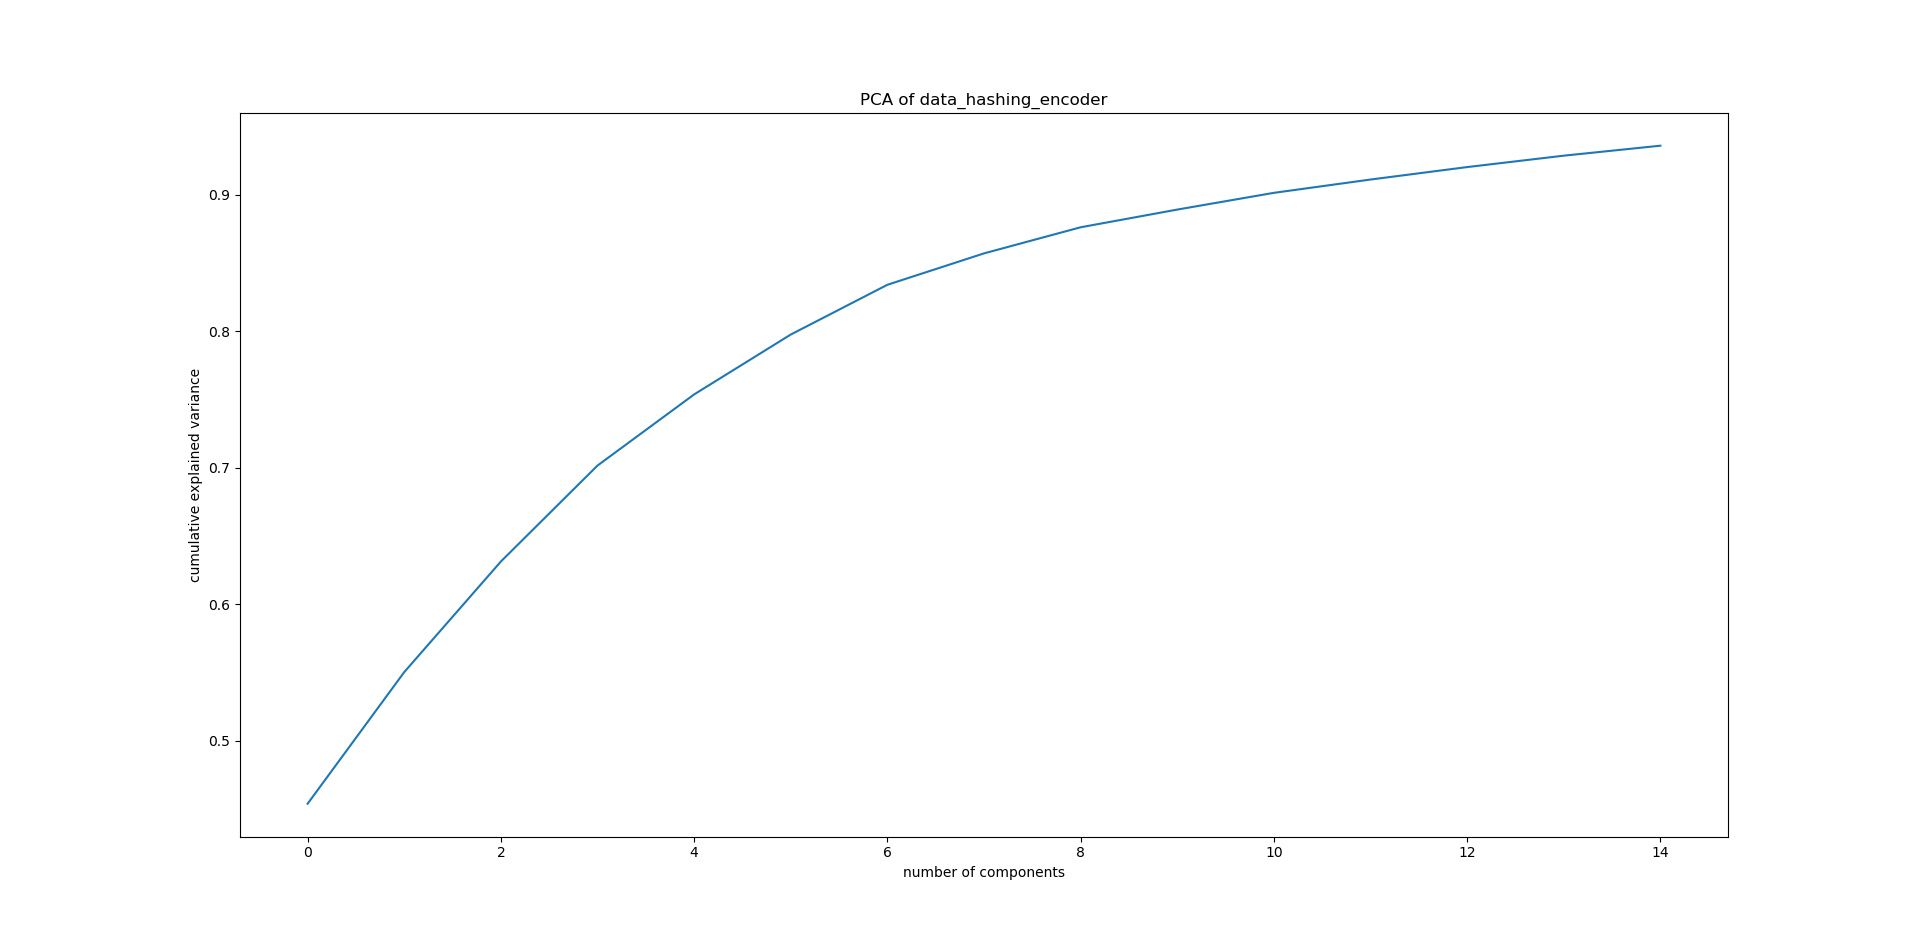 PCA of data_hashing_encoder
cumulative explained variance
0.9
0.8
0.7
0.6
0.5
0 2 4 6 8 10 12 14
number of components